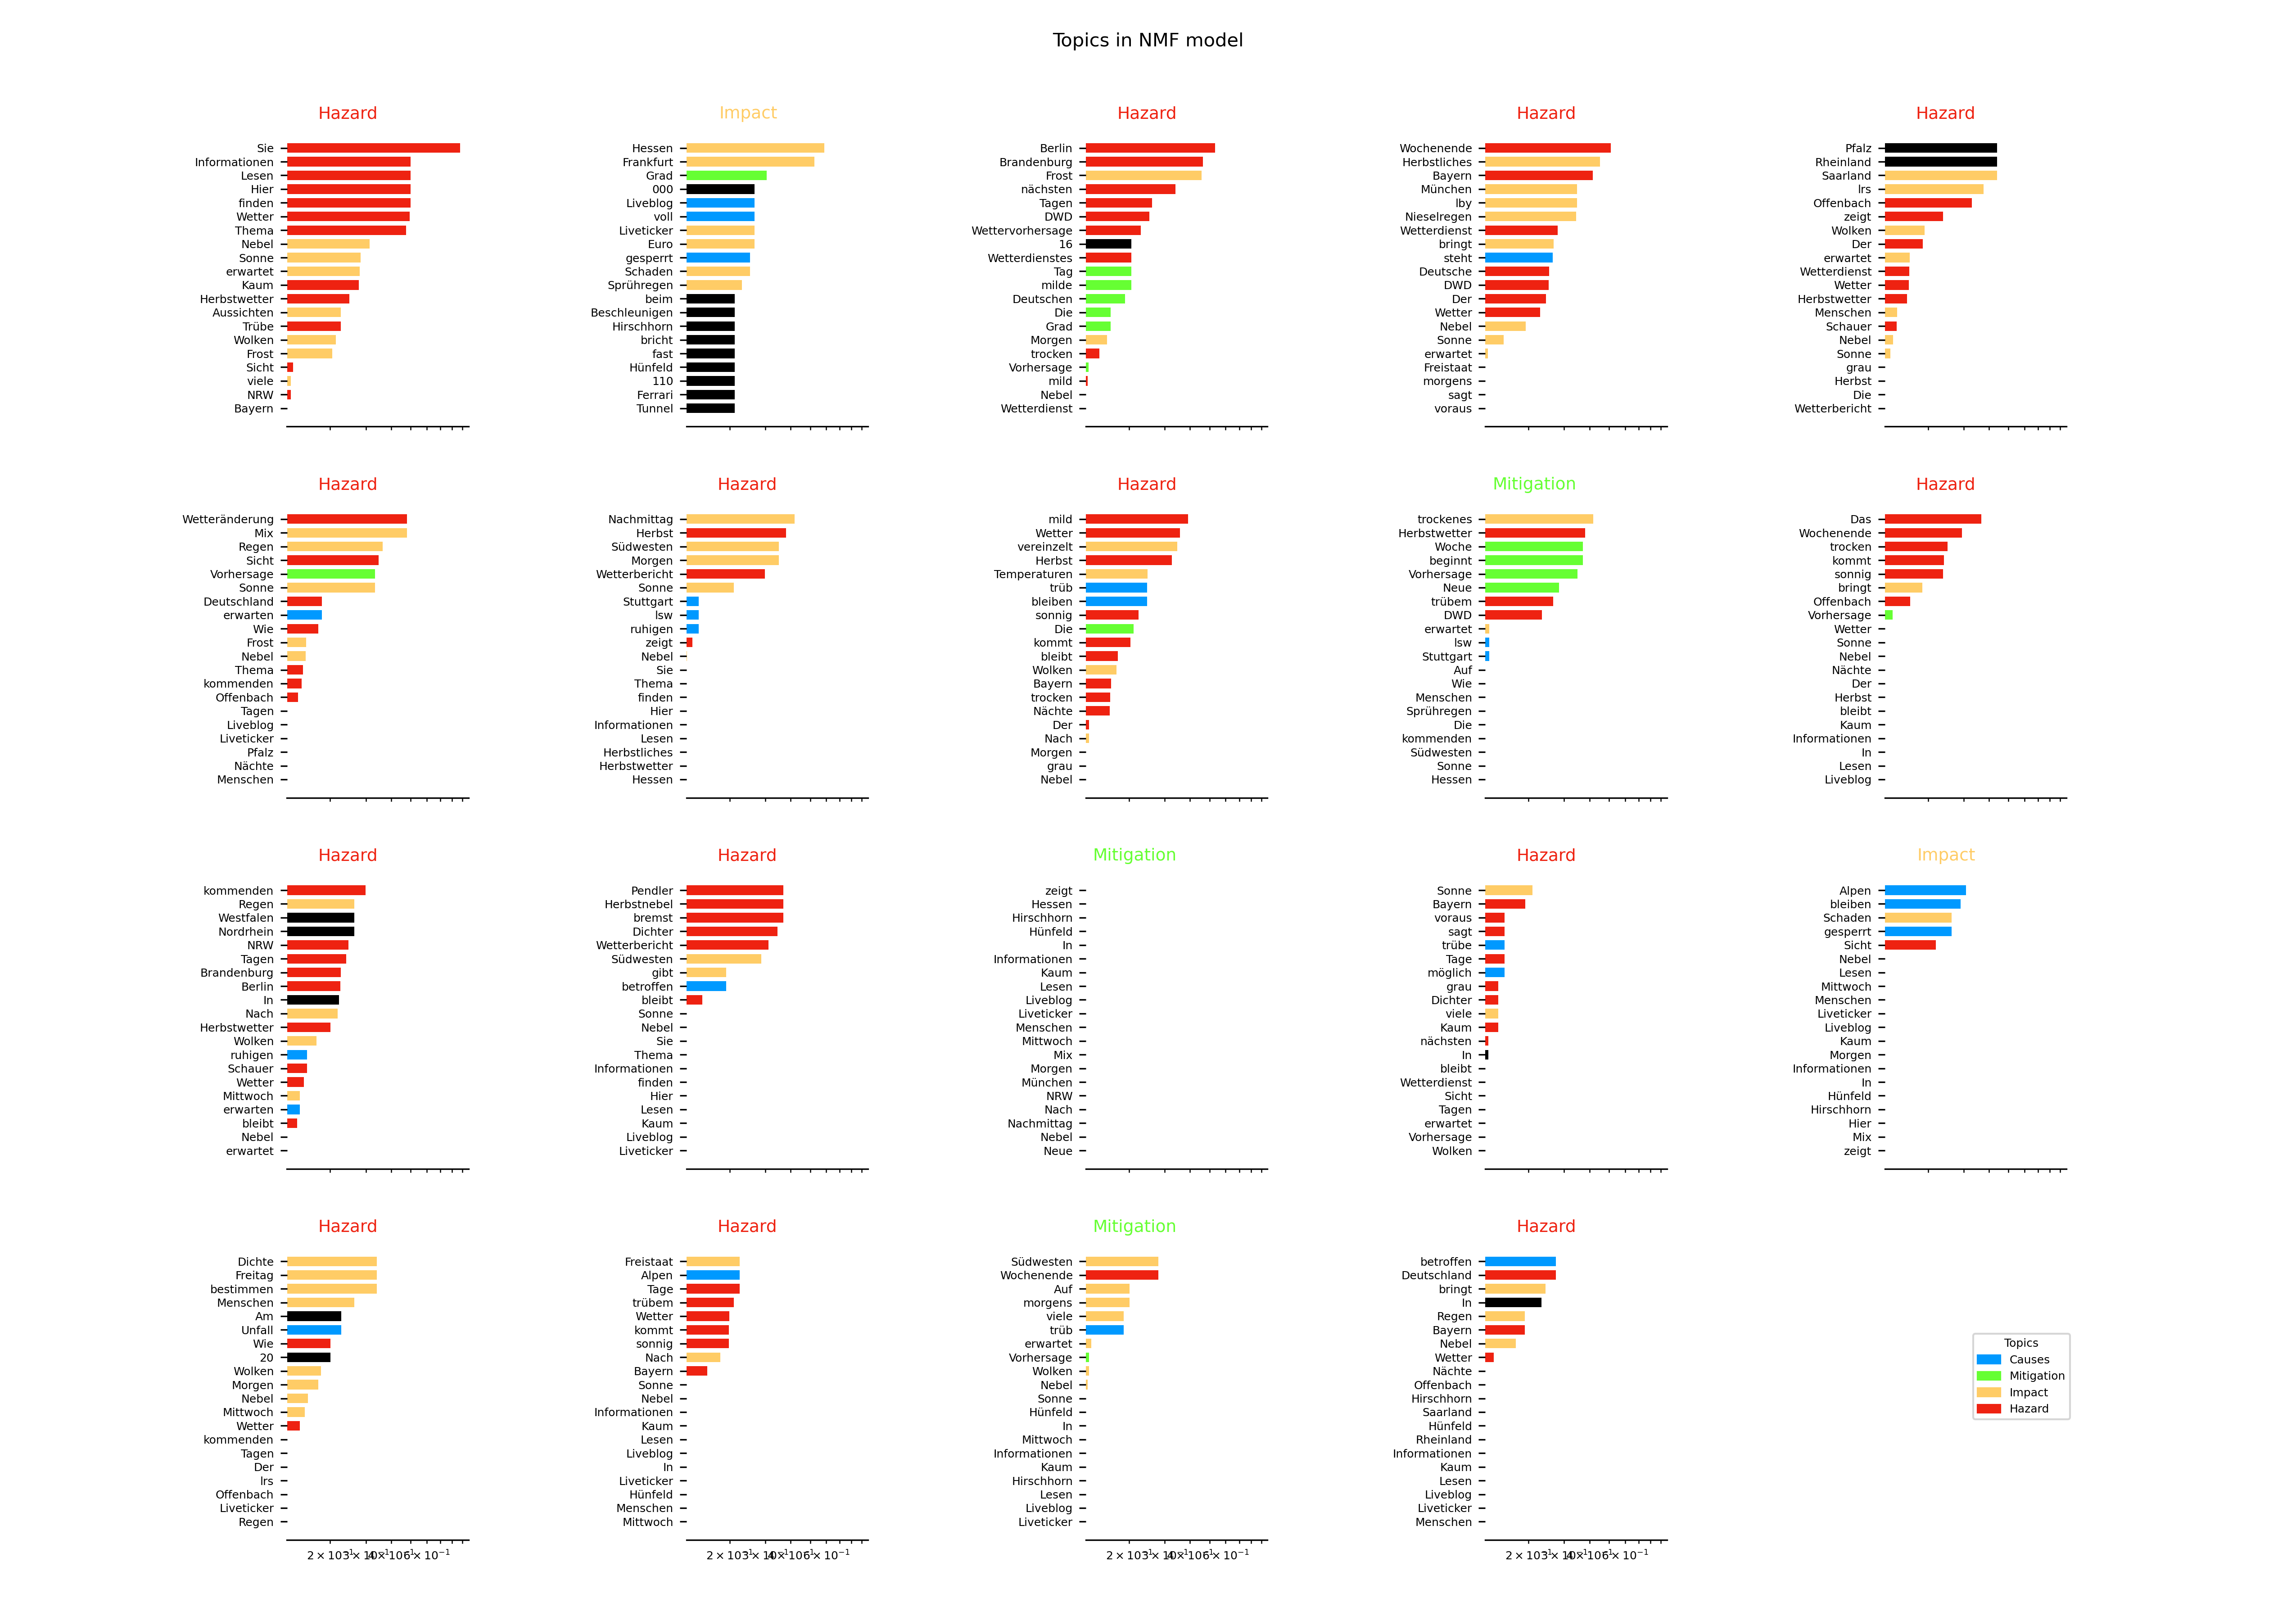 Topics in NMF model
Hazard
Sie
Informationen
Lesen
Hier
finden
Wetter
Thema
Nebel
Sonne
erwartet
Kaum
Herbstwetter
Aussichten
Trübe
Wolken
Frost
Sicht
viele
NRW
Bayern
Impact
Hessen
Frankfurt
Grad
000
Liveblog
voll
Liveticker
Euro
gesperrt
Schaden
Sprühregen
beim
Beschleunigen
Hirschhorn
bricht
fast
Hünfeld
110
Ferrari
Tunnel
Hazard
Berlin
Brandenburg
Frost
nächsten
Tagen
DWD
Wettervorhersage
16
Wetterdienstes
Tag
milde
Deutschen
Die
Grad
Morgen
trocken
Vorhersage
mild
Nebel
Wetterdienst
Hazard
Wochenende
Herbstliches
Bayern
München
lby
Nieselregen
Wetterdienst
bringt
steht
Deutsche
DWD
Der
Wetter
Nebel
Sonne
erwartet
Freistaat
morgens
sagt
voraus
Hazard
Pfalz
Rheinland
Saarland
lrs
Offenbach
zeigt
Wolken
Der
erwartet
Wetterdienst
Wetter
Herbstwetter
Menschen
Schauer
Nebel
Sonne
grau
Herbst
Die
Wetterbericht
Hazard
Wetteränderung
Mix
Regen
Sicht
Vorhersage
Sonne
Deutschland
erwarten
Wie
Frost
Nebel
Thema
kommenden
Offenbach
Tagen
Liveblog
Liveticker
Pfalz
Nächte
Menschen
Hazard
Nachmittag
Herbst
Südwesten
Morgen
Wetterbericht
Sonne
Stuttgart
lsw
ruhigen
zeigt
Nebel
Sie
Thema
finden
Hier
Informationen
Lesen
Herbstliches
Herbstwetter
Hessen
Hazard
mild
Wetter
vereinzelt
Herbst
Temperaturen
trüb
bleiben
sonnig
Die
kommt
bleibt
Wolken
Bayern
trocken
Nächte
Der
Nach
Morgen
grau
Nebel
Mitigation
trockenes
Herbstwetter
Woche
beginnt
Vorhersage
Neue
trübem
DWD
erwartet
lsw
Stuttgart
Auf
Wie
Menschen
Sprühregen
Die
kommenden
Südwesten
Sonne
Hessen
Hazard
Das
Wochenende
trocken
kommt
sonnig
bringt
Offenbach
Vorhersage
Wetter
Sonne
Nebel
Nächte
Der
Herbst
bleibt
Kaum
Informationen
In
Lesen
Liveblog
Hazard
kommenden
Regen
Westfalen
Nordrhein
NRW
Tagen
Brandenburg
Berlin
In
Nach
Herbstwetter
Wolken
ruhigen
Schauer
Wetter
Mittwoch
erwarten
bleibt
Nebel
erwartet
Hazard
Pendler
Herbstnebel
bremst
Dichter
Wetterbericht
Südwesten
gibt
betroffen
bleibt
Sonne
Nebel
Sie
Thema
Informationen
finden
Hier
Lesen
Kaum
Liveblog
Liveticker
Mitigation
zeigt
Hessen
Hirschhorn
Hünfeld
In
Informationen
Kaum
Lesen
Liveblog
Liveticker
Menschen
Mittwoch
Mix
Morgen
München
NRW
Nach
Nachmittag
Nebel
Neue
Hazard
Sonne
Bayern
voraus
sagt
trübe
Tage
möglich
grau
Dichter
viele
Kaum
nächsten
In
bleibt
Wetterdienst
Sicht
Tagen
erwartet
Vorhersage
Wolken
Impact
Alpen
bleiben
Schaden
gesperrt
Sicht
Nebel
Lesen
Mittwoch
Menschen
Liveticker
Liveblog
Kaum
Morgen
Informationen
In
Hünfeld
Hirschhorn
Hier
Mix
zeigt
Hazard
Dichte
Freitag
bestimmen
Menschen
Am
Unfall
Wie
20
Wolken
Morgen
Nebel
Mittwoch
Wetter
kommenden
Tagen
Der
lrs
Offenbach
Liveticker
Regen
Hazard
Freistaat
Alpen
Tage
trübem
Wetter
kommt
sonnig
Nach
Bayern
Sonne
Nebel
Informationen
Kaum
Lesen
Liveblog
In
Liveticker
Hünfeld
Menschen
Mittwoch
Mitigation
Südwesten
Wochenende
Auf
morgens
viele
trüb
erwartet
Vorhersage
Wolken
Nebel
Sonne
Hünfeld
In
Mittwoch
Informationen
Kaum
Hirschhorn
Lesen
Liveblog
Liveticker
Hazard
betroffen
Deutschland
bringt
In
Regen
Bayern
Nebel
Wetter
Nächte
Offenbach
Hirschhorn
Saarland
Hünfeld
Rheinland
Informationen
Kaum
Lesen
Liveblog
Liveticker
Menschen
Topics
Causes
Mitigation
Impact
Hazard